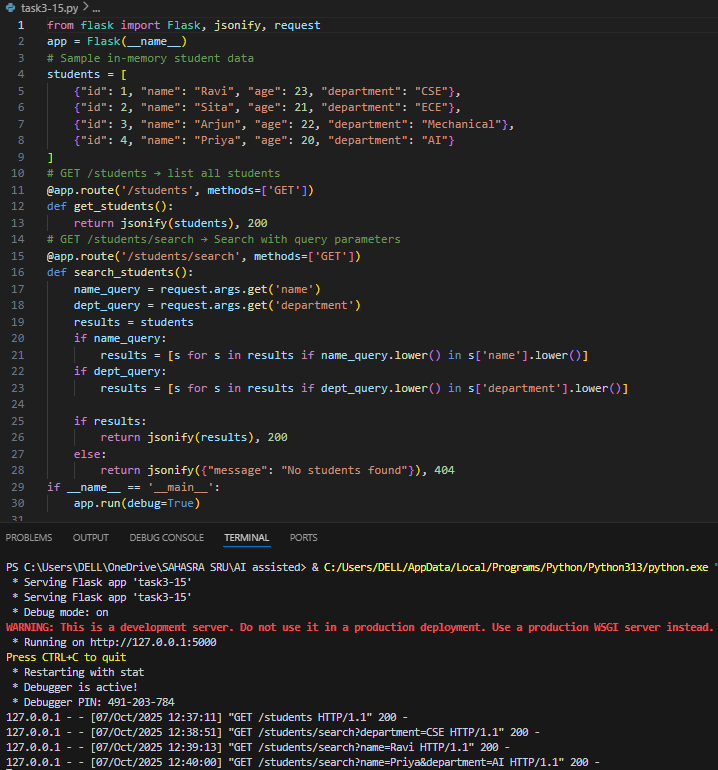 task3-15.py > ...
1 from flask import Flask, jsonify, request
2 app = Flask(__name__)
3 # Sample in-memory student data
4 students = [
5     {"id": 1, "name": "Ravi", "age": 23, "department": "CSE"},
6     {"id": 2, "name": "Sita", "age": 21, "department": "ECE"},
7     {"id": 3, "name": "Arjun", "age": 22, "department": "Mechanical"},
8     {"id": 4, "name": "Priya", "age": 20, "department": "AI"}
9 ]
10 # GET /students → list all students
11 @app.route('/students', methods=['GET'])
12 def get_students():
13     return jsonify(students), 200
14 # GET /students/search → Search with query parameters
15 @app.route('/students/search', methods=['GET'])
16 def search_students():
17     name_query = request.args.get('name')
18     dept_query = request.args.get('department')
19     results = students
20     if name_query:
21         results = [s for s in results if name_query.lower() in s['name'].lower()]
22     if dept_query:
23         results = [s for s in results if dept_query.lower() in s['department'].lower()]
24
25     if results:
26         return jsonify(results), 200
27     else:
28         return jsonify({"message": "No students found"}), 404
29 if __name__ == '__main__':
30     app.run(debug=True)
31
PROBLEMS OUTPUT DEBUG CONSOLE TERMINAL PORTS
PS C:\Users\DELL\OneDrive\SAHASRA SRU\AI assisted> & C:/Users/DELL/AppData/Local/Programs/Python/Python313/python.exe "
 * Serving Flask app 'task3-15'
 * Serving Flask app 'task3-15'
 * Debug mode: on
WARNING: This is a development server. Do not use it in a production deployment. Use a production WSGI server instead.
 * Running on http://127.0.0.1:5000
Press CTRL+C to quit
 * Restarting with stat
 * Debugger is active!
 * Debugger PIN: 491-203-784
127.0.0.1 - - [07/Oct/2025 12:37:11] "GET /students HTTP/1.1" 200 -
127.0.0.1 - - [07/Oct/2025 12:38:51] "GET /students/search?department=CSE HTTP/1.1" 200 -
127.0.0.1 - - [07/Oct/2025 12:39:13] "GET /students/search?name=Ravi HTTP/1.1" 200 -
127.0.0.1 - - [07/Oct/2025 12:40:00] "GET /students/search?name=Priya&department=AI HTTP/1.1" 200 -